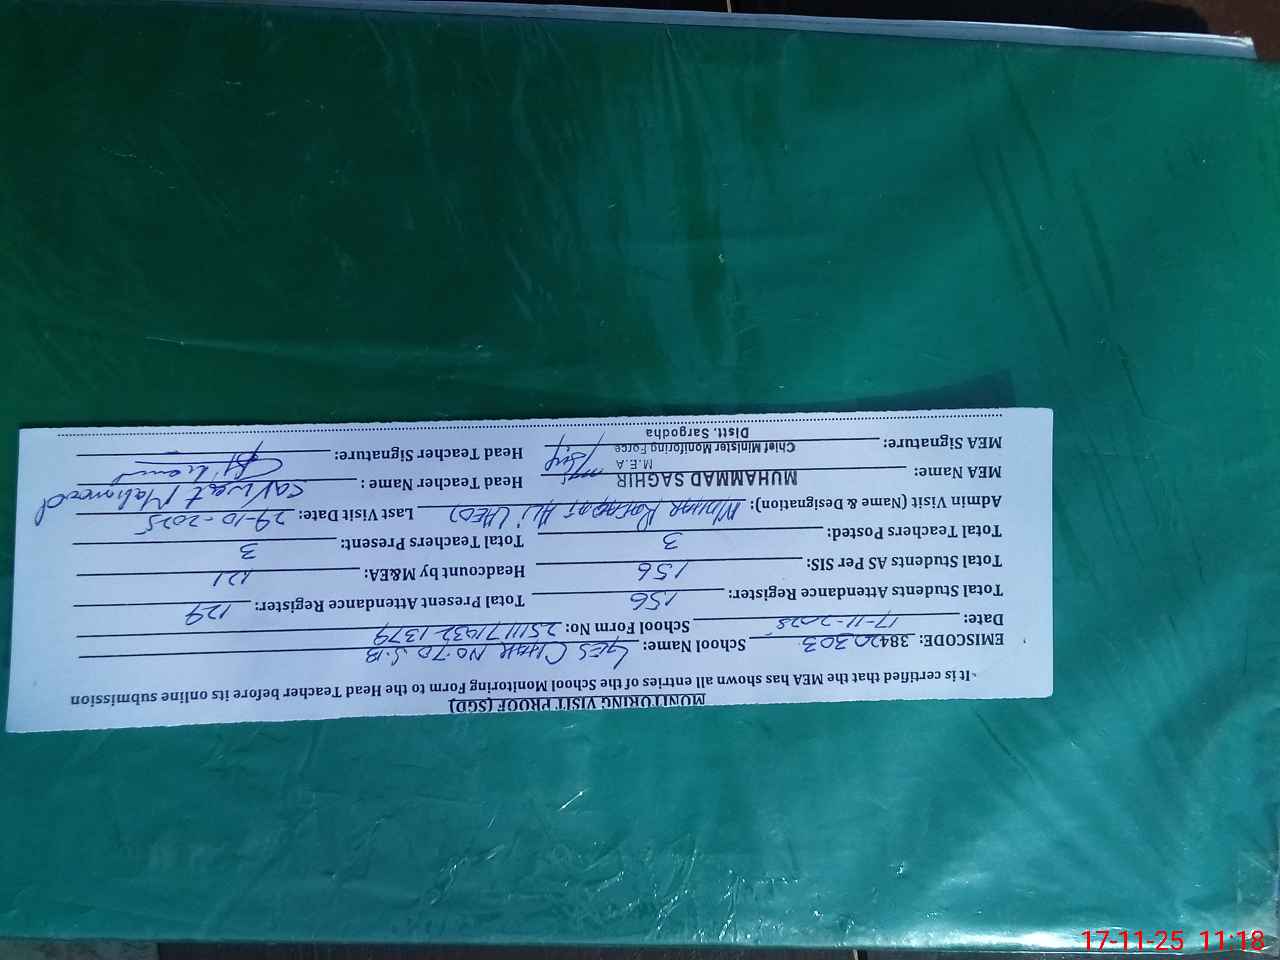 MONITORING VISIT PROOF [SGD]
It is certified that the MEA has shown all entries of the School Monitoring Form to the Head Teacher before its online submission
EMISCODE: 38420303 School Name: GES CHAK NO. 70 S.B
Date: 17-11-2025 School Form No: 25111719321379
Total Students Attendance Register: 156 Total Present Attendance Register: 129
Total Students AS Per SIS: 156 Headcount by M&EA: 121
Total Teachers Posted: 3 Total Teachers Present: 3
Admin Visit (Name & Designation): Ali (AEO) Last Visit Date: 29-10-2025
MEA Name: MUHAMMAD SAGHIR Head Teacher Name: Sarwat Mahmood
M.E.A
MEA Signature: Chief Minister Monitoring Force Head Teacher Signature:
Distt. Sargodha
17-11-25 11:18